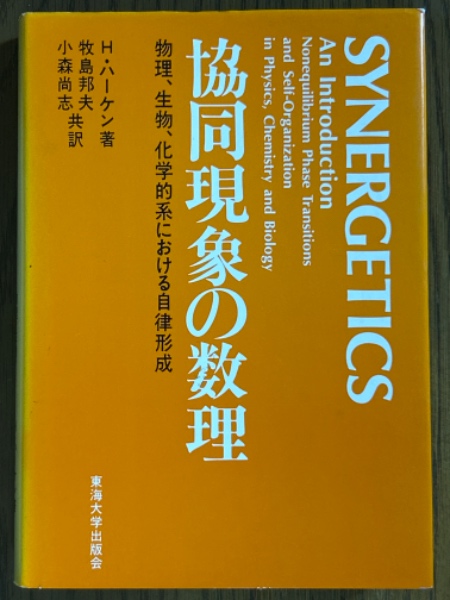 SYNERGETICS
An Introduction
Nonequilibrium Phase Transitions
and Self-Organization
in Physics, Chemistry and Biology
協同現象の数理
物理、生物、化学的系における自律形成
H・ハーケン著
牧島邦夫
小森尚志 共訳
東海大学出版会